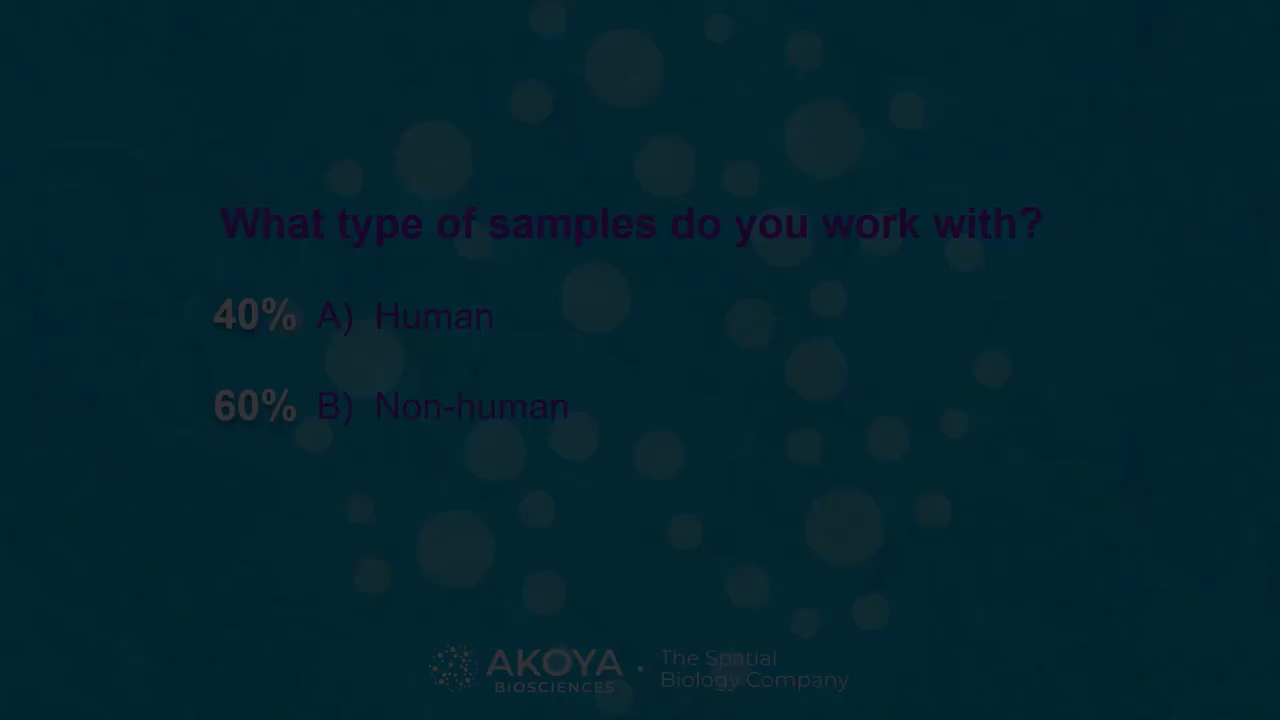 What type of samples do you work with?
40% A) Human
60% B) Non-human
AKOYA BIOSCIENCES · The Spatial Biology Company